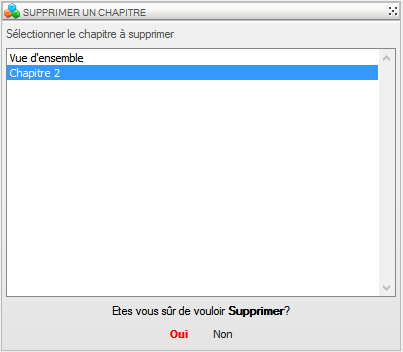 SUPPRIMER UN CHAPITRE
Sélectionner le chapitre à supprimer
Vue d'ensemble
Chapitre 2
Etes vous sûr de vouloir Supprimer?
Oui Non